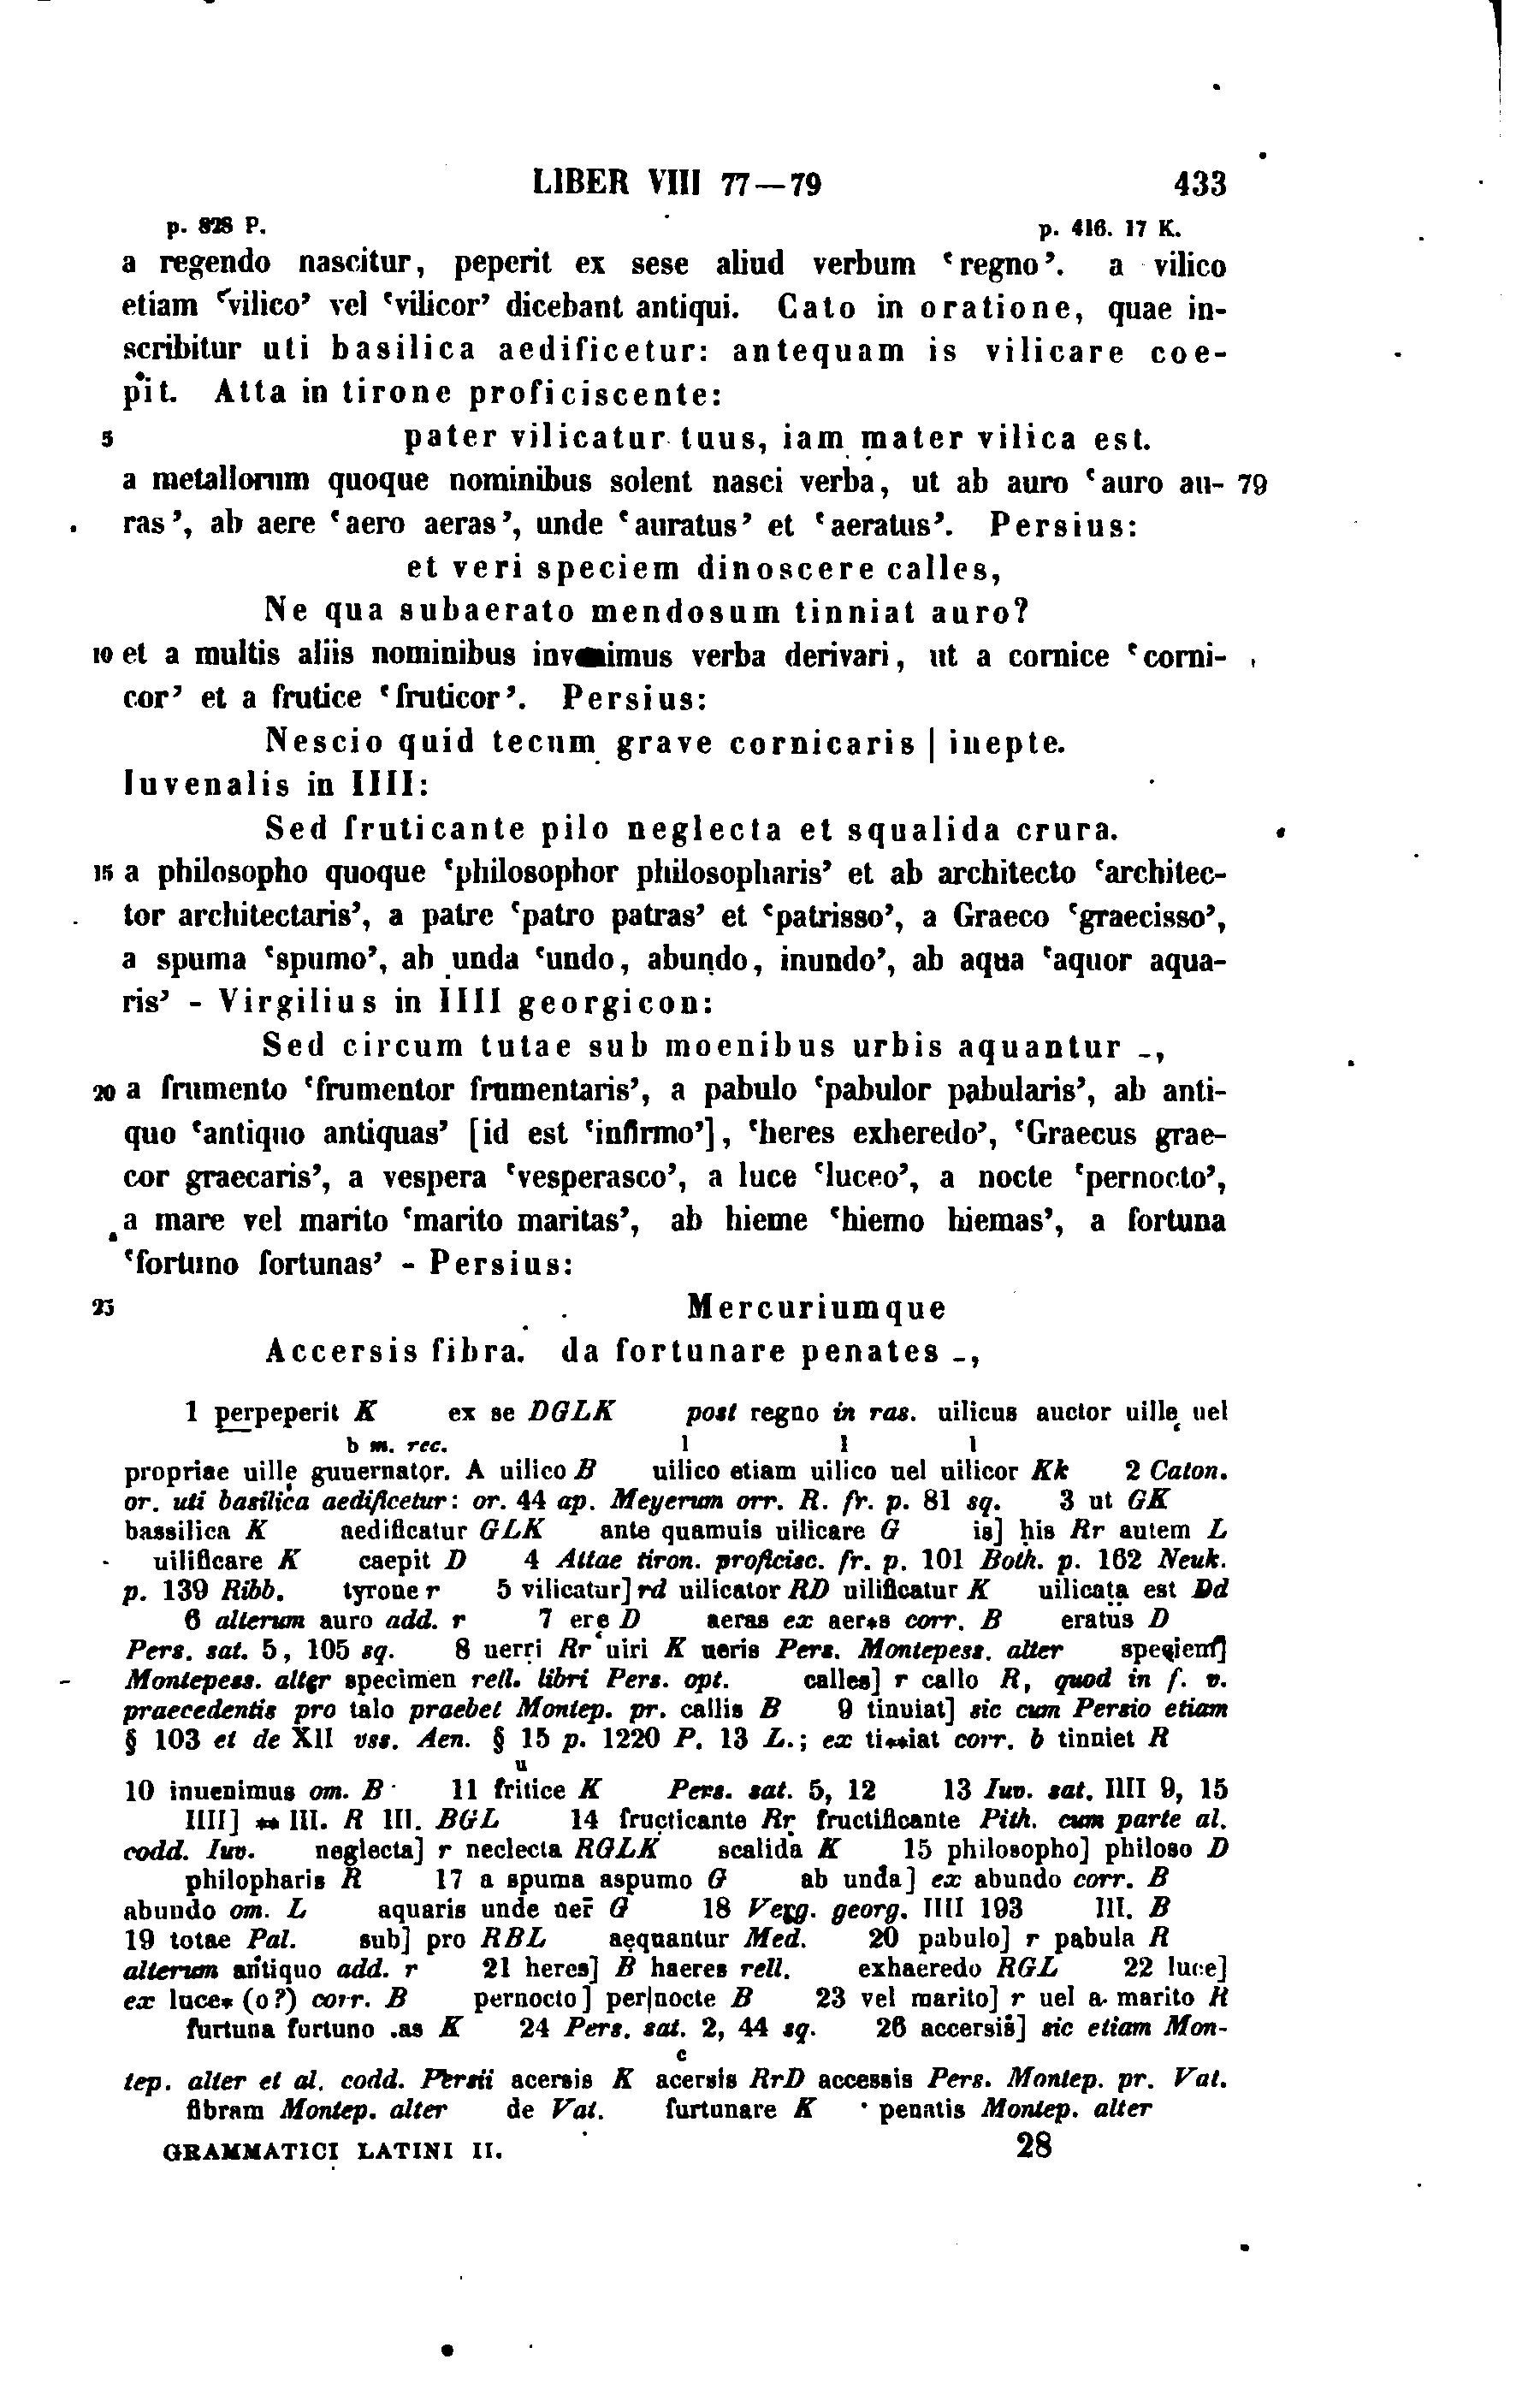 LIBER VIII 77—79 433
p. 828 P. p. 416. 17 K.
a regendo nascitur, peperit ex sese aliud verbum ‘regno’. a vilico
etiam ‘vilico’ vel ‘vilicor’ dicebant antiqui. Cato in oratione, quae in-
scribitur uti basilica aedificetur: antequam is vilicare coe-
pit. Atta in tirone proficiscente:
5 pater vilicatur tuus, iam mater vilica est.
a metallorum quoque nominibus solent nasci verba, ut ab auro ‘auro au- 79
ras’, ab aere ‘aero aeras’, unde ‘auratus’ et ‘aeratus’. Persius:
et veri speciem dinoscere calles,
Ne qua subaerato mendosum tinniat auro?
10 et a multis aliis nominibus invenimus verba derivari, ut a cornice ‘corni-
cor’ et a frutice ‘fruticor’. Persius:
Nescio quid tecum grave cornicaris | inepte.
Iuvenalis in IIII:
Sed fruticante pilo neglecta et squalida crura.
15 a philosopho quoque ‘philosophor philosopharis’ et ab architecto ‘architec-
tor architectaris’, a patre ‘patro patras’ et ‘patrisso’, a Graeco ‘graecisso’,
a spuma ‘spumo’, ab unda ‘undo, abundo, inundo’, ab aqua ‘aquor aqua-
ris’ - Virgilius in IIII georgicon:
Sed circum tutae sub moenibus urbis aquantur -,
20 a frumento ‘frumentor frumentaris’, a pabulo ‘pabulor pabularis’, ab anti-
quo ‘antiquo antiquas’ [id est ‘infirmo’], ‘heres exheredo’, ‘Graecus grae-
cor graecaris’, a vespera ‘vesperasco’, a luce ‘luceo’, a nocte ‘pernocto’,
a mare vel marito ‘marito maritas’, ab hieme ‘hiemo hiemas’, a fortuna
‘fortuno fortunas’ - Persius:
25 Mercuriumque
Accersis fibra. da fortunare penates -,
1 perpeperit K ex se DGLK post regno in ras. uilicus auctor uillę uel
b m. rec. l l l
propriae uillę guuernator. A uilico B uilico etiam uilico uel uilicor Kk 2 Caton.
or. uti basilica aedificetur: or. 44 ap. Meyerum orr. R. fr. p. 81 sq. 3 ut GK
bassilica K aedificatur GLK ante quamuis uilicare G is] his Rr autem L
uilificare K caepit D 4 Attae tiron. proficisc. fr. p. 101 Both. p. 162 Neuk.
p. 139 Ribb. tyrone r 5 vilicatur] rd uilicator RD uilificatur K uilicata est Dd
6 alterum auro add. r 7 ere D aeras ex aer*s corr. B eratus D
Pers. sat. 5, 105 sq. 8 uerri Rr uiri K ueris Pers. Montepess. alter speciem]
Montepess. alter specimen rell. libri Pers. opt. calles] r callo R, quod in f. v.
praecedentis pro talo praebet Montep. pr. callis B 9 tinuiat] sic cum Persio etiam
§ 103 et de XII vss. Aen. § 15 p. 1220 P. 13 L.; ex ti**iat corr. b tinniet R
u
10 inuenimus om. B 11 fritice K Pers. sat. 5, 12 13 Iuv. sat. IIII 9, 15
IIII] ** III. R III. BGL 14 fructicante Rr fructificante Pith. cum parte al.
codd. Iuv. neglecta] r neclecta RGLK scalida K 15 philosopho] philoso D
philopharis R 17 a spuma aspumo G ab unda] ex abundo corr. B
abundo om. L aquaris unde uer̄ G 18 Verg. georg. IIII 193 III. B
19 totae Pal. sub] pro RBL aequantur Med. 20 pabulo] r pabula R
alterum antiquo add. r 21 heres] B haeres rell. exhaeredo RGL 22 luce]
ex luce* (o?) corr. B pernocto] per|nocte B 23 vel marito] r uel a marito R
furtuna furtuno .as K 24 Pers. sat. 2, 44 sq. 26 accersis] sic etiam Mon-
c
tep. alter et al. codd. Persii acersis K acersis RrD accessis Pers. Montep. pr. Vat.
fibram Montep. alter de Vat. furtunare K penatis Montep. alter
GRAMMATICI LATINI II. 28